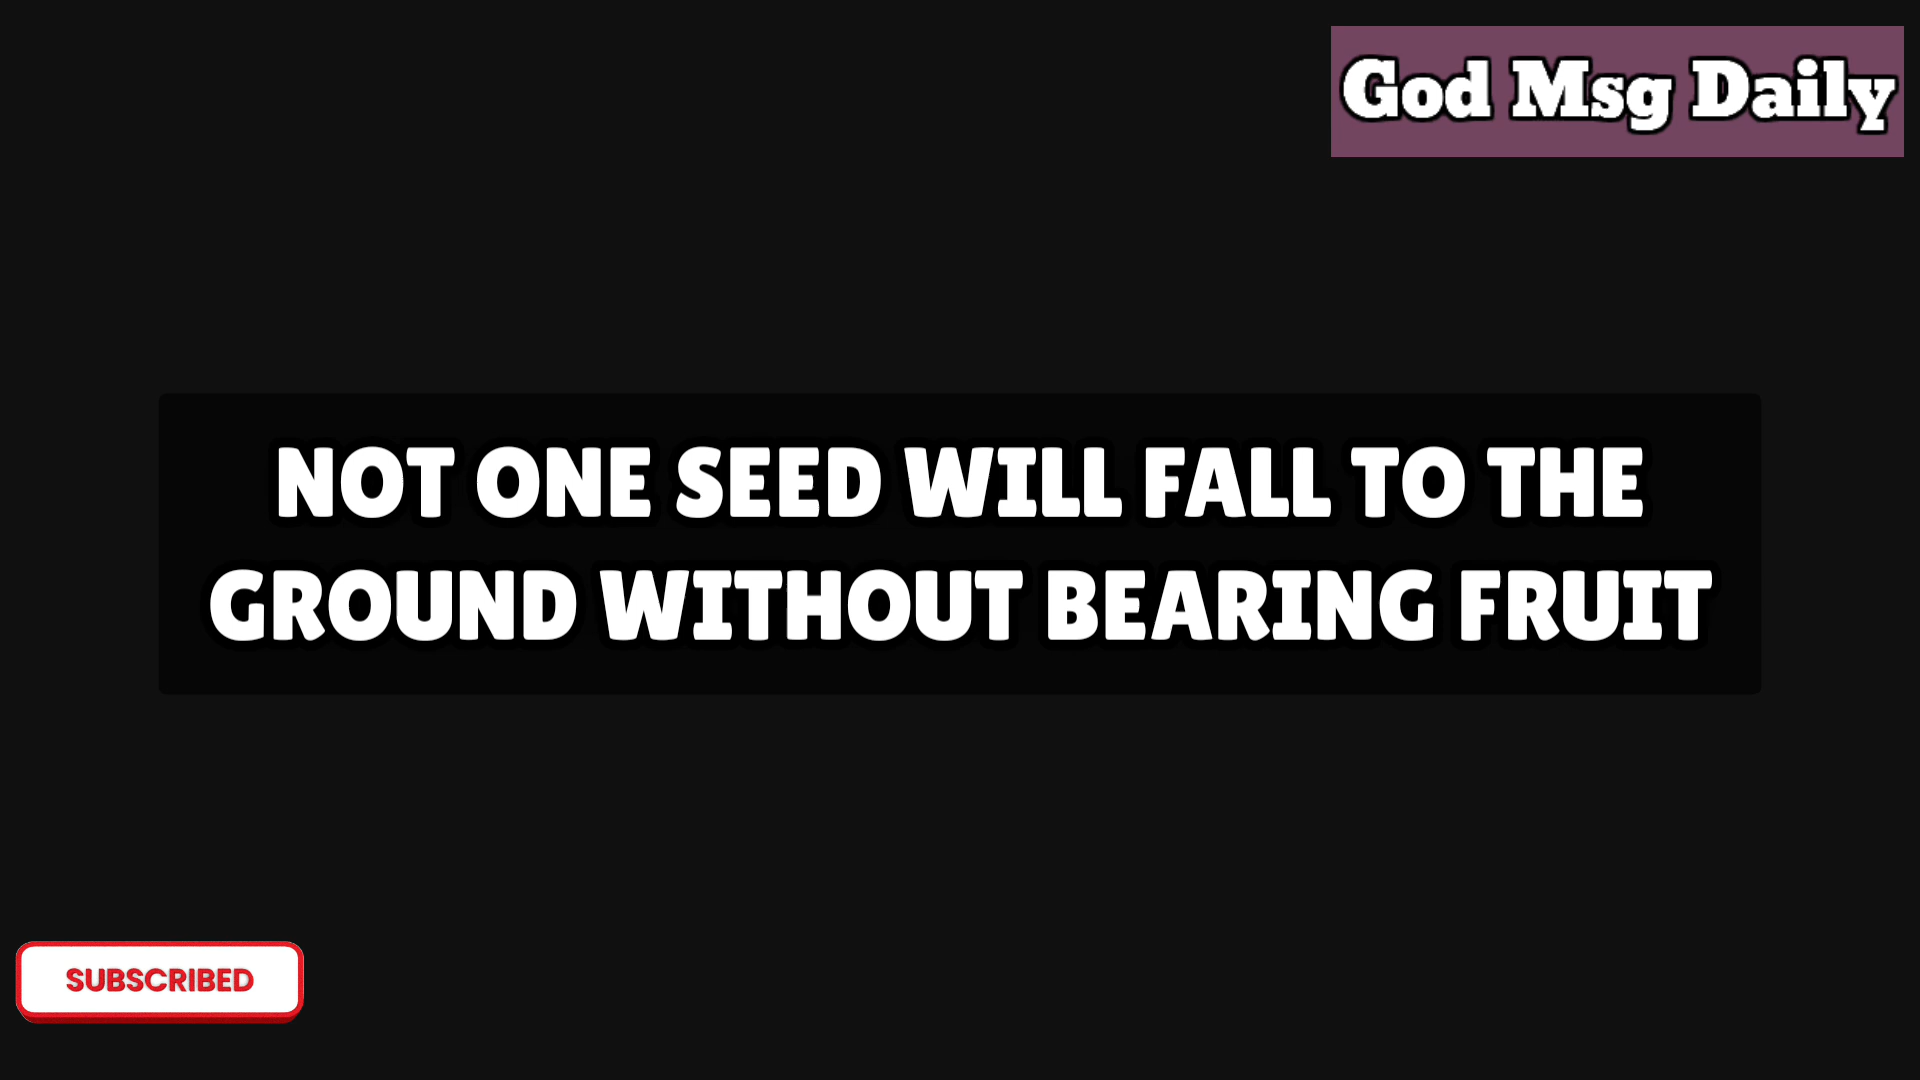 God Msg Daily
NOT ONE SEED WILL FALL TO THE
GROUND WITHOUT BEARING FRUIT
SUBSCRIBED